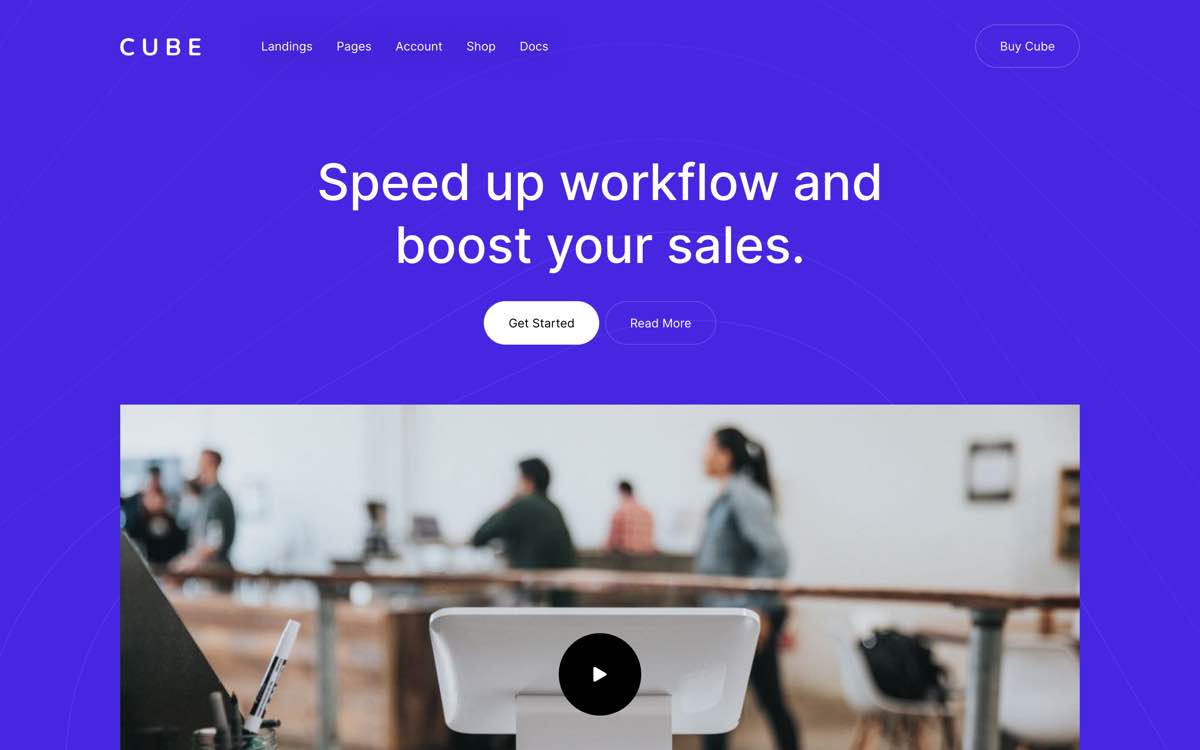 CUBE
Landings Pages Account Shop Docs
Buy Cube
Speed up workflow and
boost your sales.
Get Started Read More